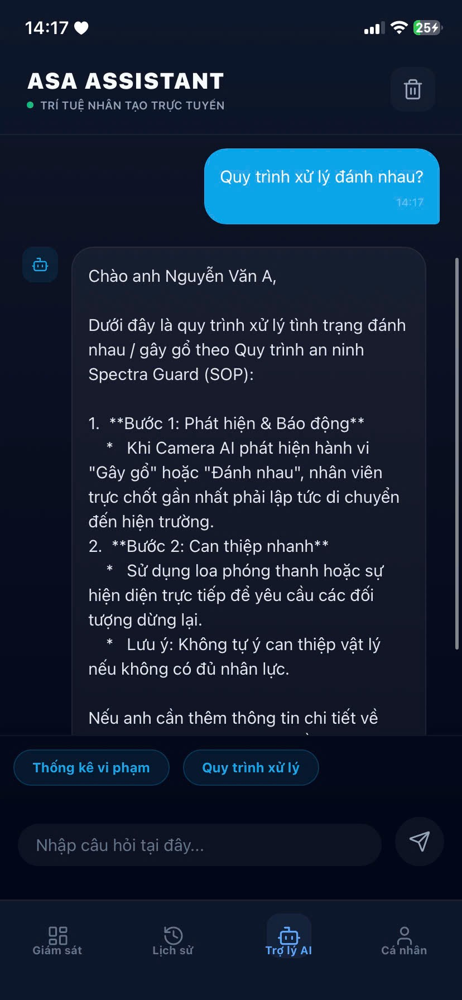 14:17
25
ASA ASSISTANT
TRÍ TUỆ NHÂN TẠO TRỰC TUYẾN
Quy trình xử lý đánh nhau?
14:17
Chào anh Nguyễn Văn A,
Dưới đây là quy trình xử lý tình trạng đánh
nhau / gây gổ theo Quy trình an ninh
Spectra Guard (SOP):
1.  **Bước 1: Phát hiện & Báo động**
*   Khi Camera AI phát hiện hành vi
"Gây gổ" hoặc "Đánh nhau", nhân viên
trực chốt gần nhất phải lập tức di chuyển
đến hiện trường.
2.  **Bước 2: Can thiệp nhanh**
*   Sử dụng loa phóng thanh hoặc sự
hiện diện trực tiếp để yêu cầu các đối
tượng dừng lại.
*   Lưu ý: Không tự ý can thiệp vật lý
nếu không có đủ nhân lực.
Nếu anh cần thêm thông tin chi tiết về
Thống kê vi phạm
Quy trình xử lý
Nhập câu hỏi tại đây...
Giám sát
Lịch sử
Trợ lý AI
Cá nhân